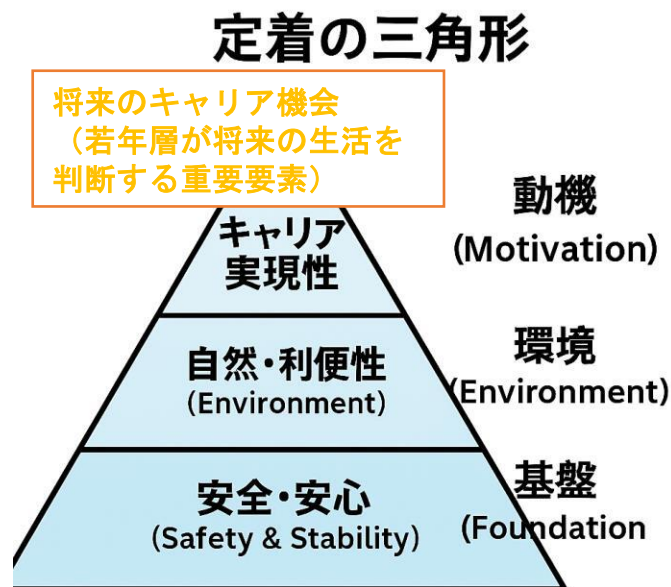 定着の三角形
将来のキャリア機会
（若年層が将来の生活を
判断する重要要素）
キャリア
実現性
動機
(Motivation)
自然・利便性
(Environment)
環境
(Environment)
安全・安心
(Safety & Stability)
基盤
(Foundation